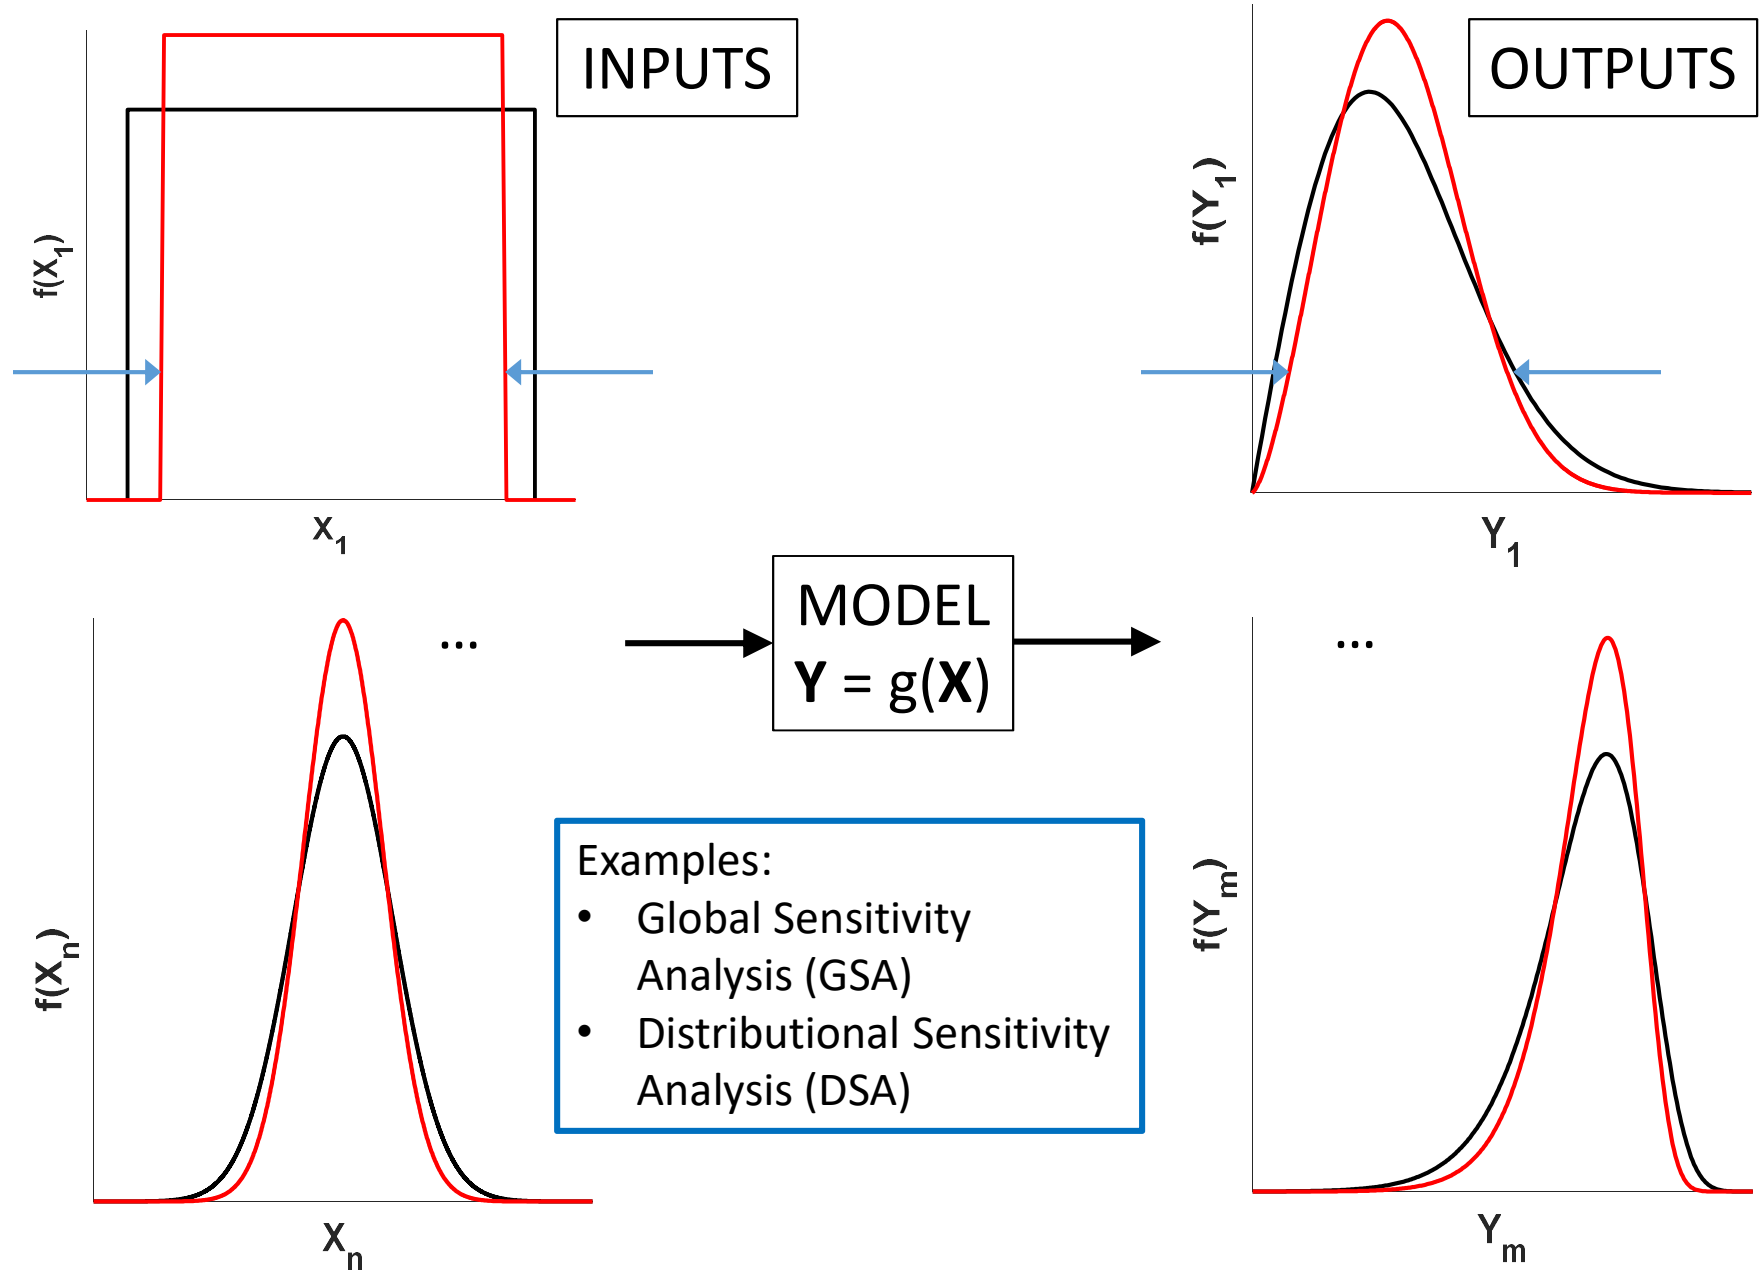 INPUTS
OUTPUTS
f(X1)
X1
f(Y1)
Y1
...
MODEL
Y = g(X)
...
f(Xn)
Xn
Examples:
• Global Sensitivity
Analysis (GSA)
• Distributional Sensitivity
Analysis (DSA)
f(Ym)
Ym